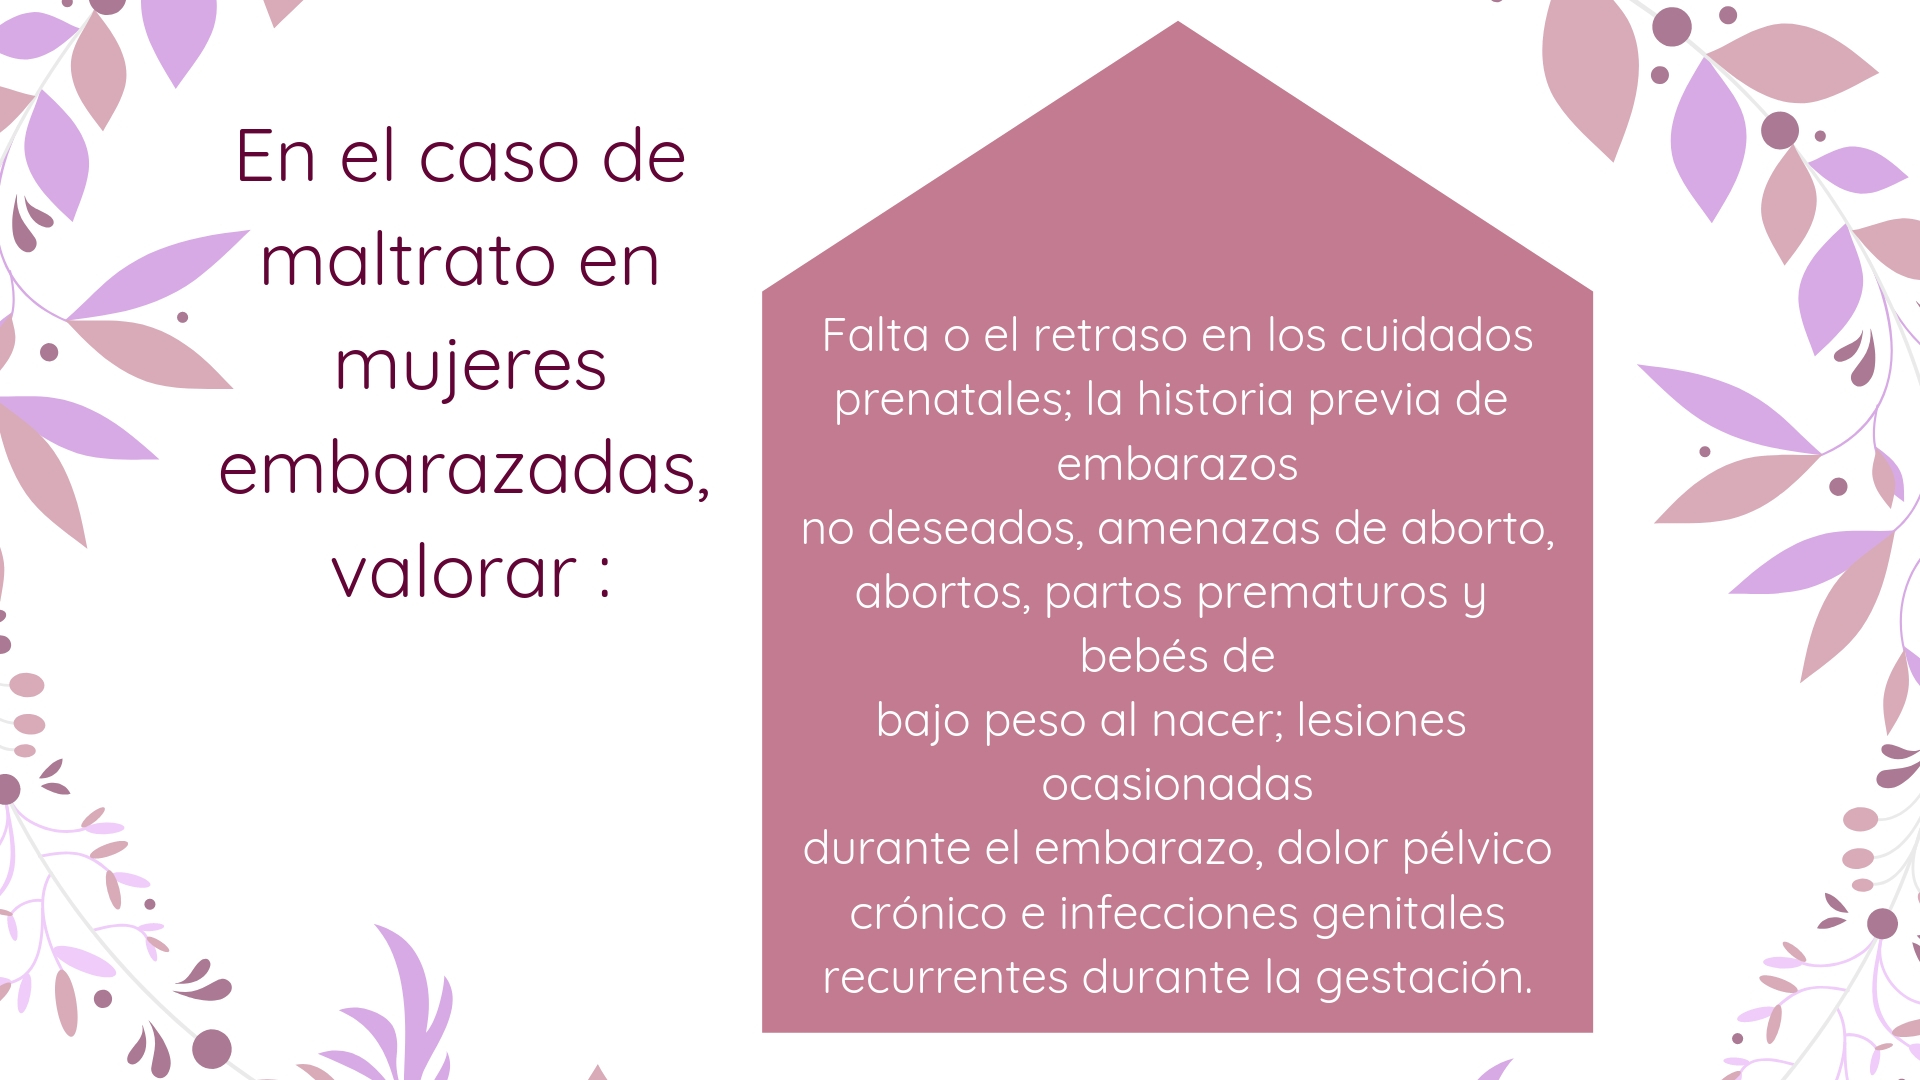 En el caso de
maltrato en
mujeres
embarazadas,
valorar :
Falta o el retraso en los cuidados
prenatales; la historia previa de
embarazos
no deseados, amenazas de aborto,
abortos, partos prematuros y
bebés de
bajo peso al nacer; lesiones
ocasionadas
durante el embarazo, dolor pélvico
crónico e infecciones genitales
recurrentes durante la gestación.